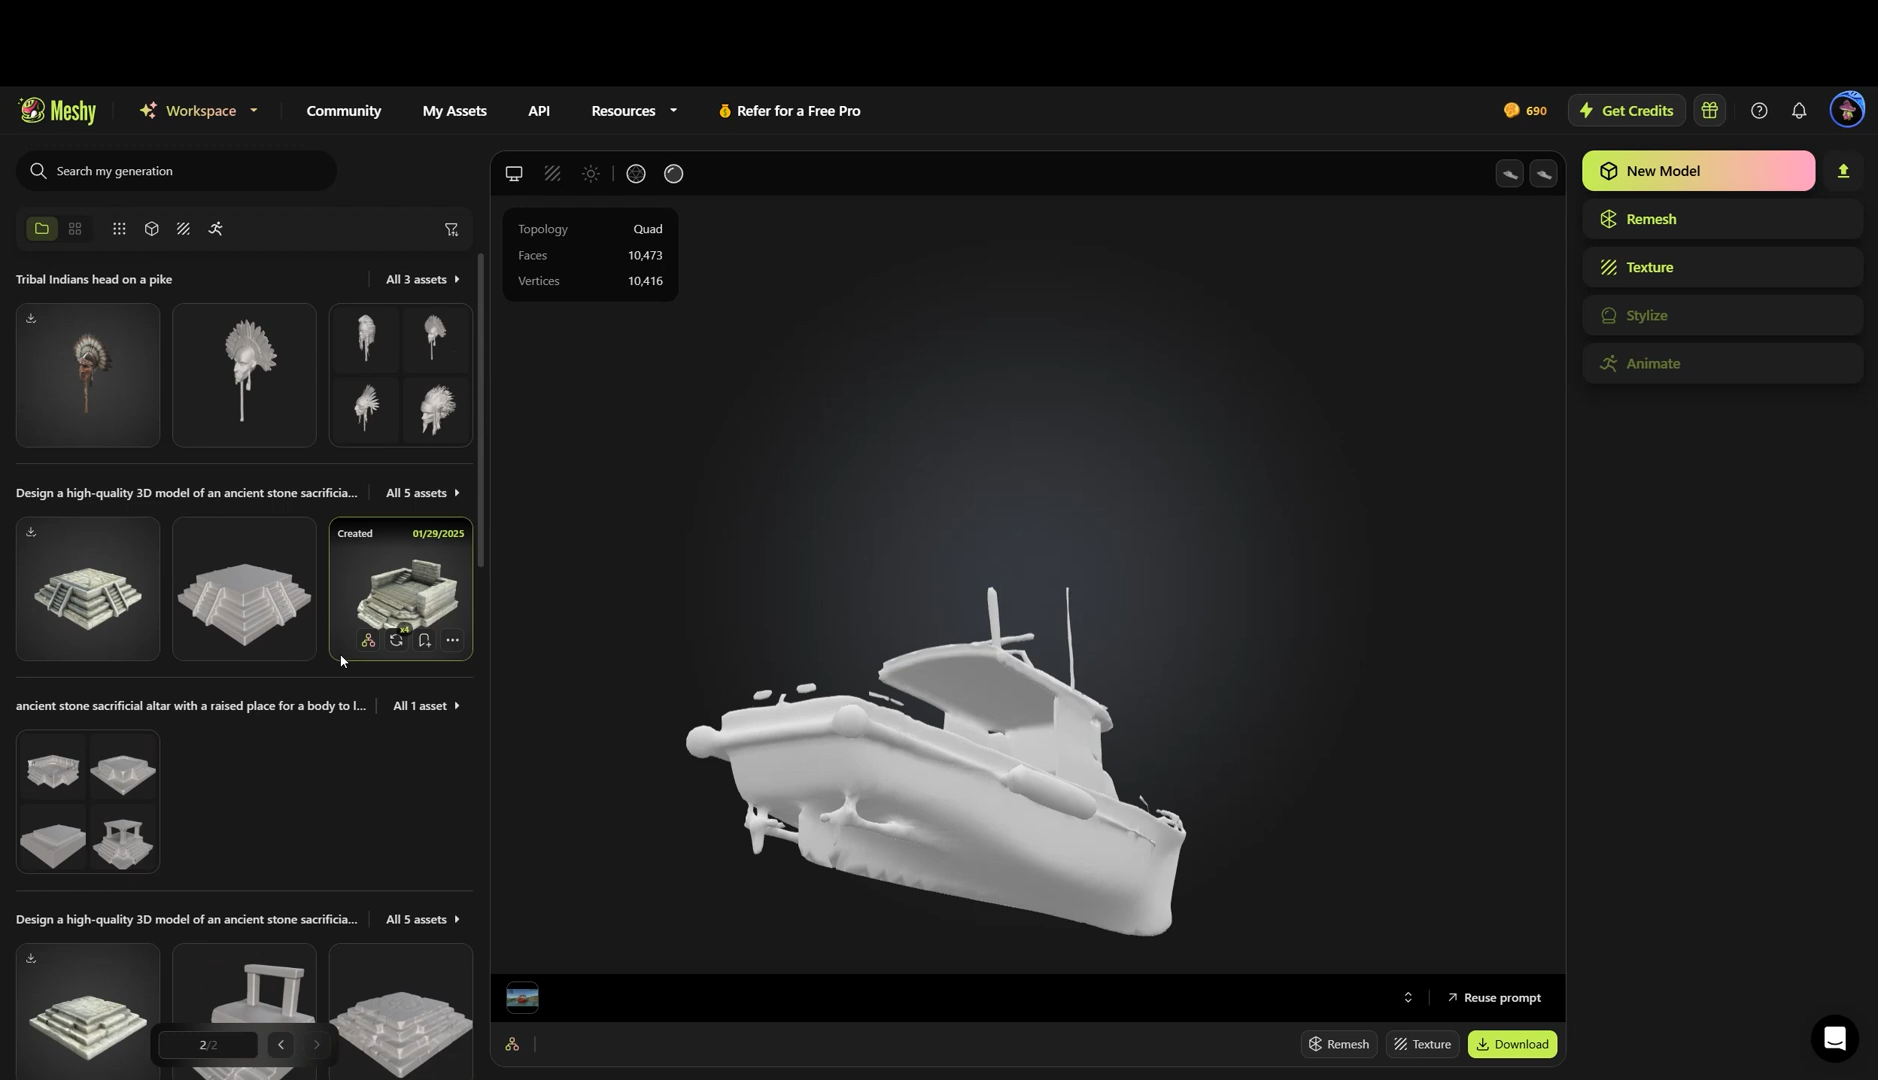 Meshy
Workspace
Community
My Assets
API
Resources
Refer for a Free Pro
690
Get Credits
Search my generation
New Model
Remesh
Texture
Stylize
Animate
Topology Quad
Faces 10,473
Vertices 10,416
Tribal Indians head on a pike
All 3 assets
Design a high-quality 3D model of an ancient stone sacrificia...
All 5 assets
Created 01/29/2025
x4
ancient stone sacrificial altar with a raised place for a body to l...
All 1 asset
Design a high-quality 3D model of an ancient stone sacrificia...
All 5 assets
2/2
Reuse prompt
Remesh
Texture
Download